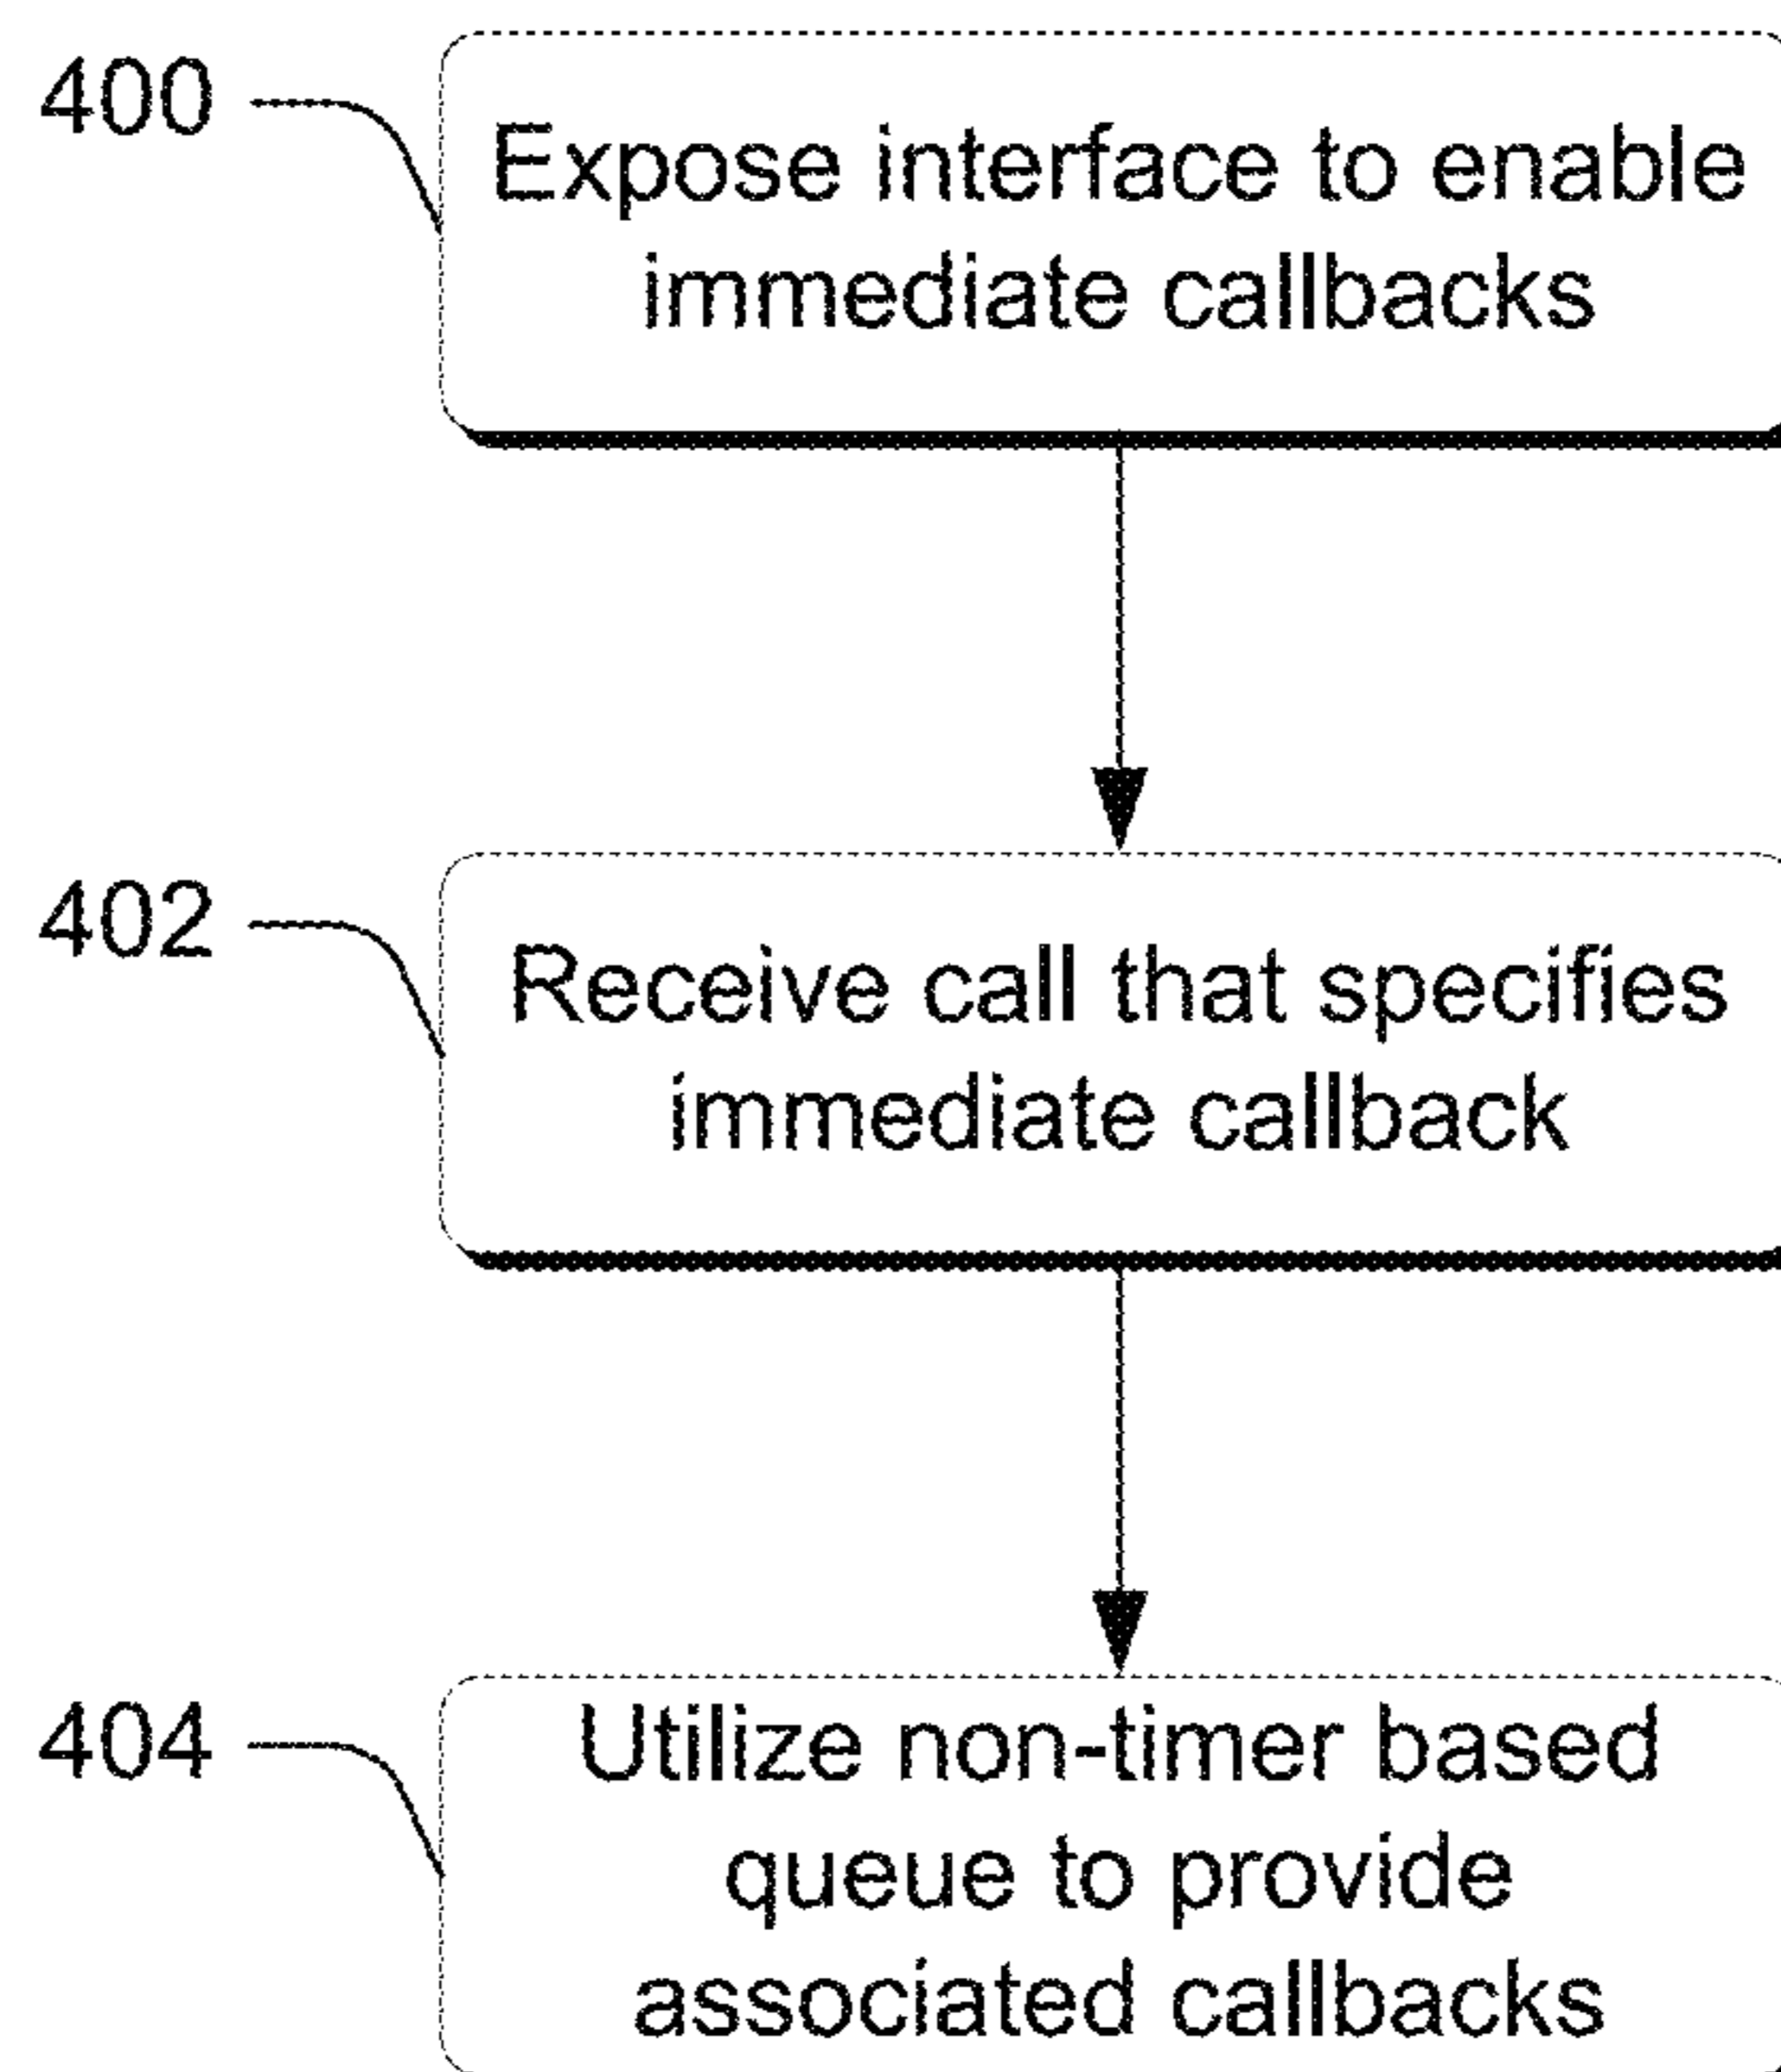 400
Expose interface to enable
immediate callbacks
402
Receive call that specifies
immediate callback
404
Utilize non-timer based
queue to provide
associated callbacks